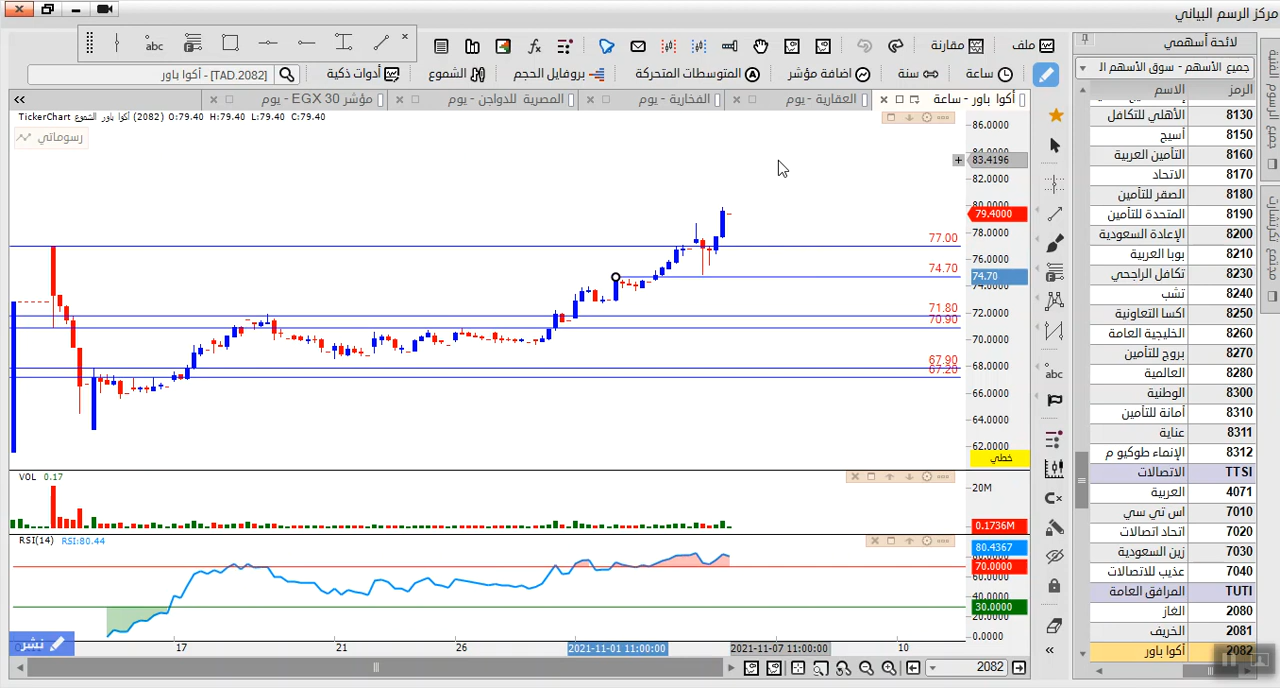 مركز الرسم البياني
ملف
مقارنة
abc
لائحة أسهمي
جميع الأسهم - سوق الأسهم ال
ساعة
سنة
اضافة مؤشر
المتوسطات المتحركة
بروفايل الحجم
الشموع
أدوات ذكية
أكوا باور - [TAD.2082]
أكوا باور - ساعة
العقارية - يوم
الفخارية - يوم
المصرية للدواجن - يوم
مؤشر EGX 30 - يوم
TickerChart أكوا باور (2082) الشموع O:79.40 H:79.40 L:79.40 C:79.40
رسوماتي
86.0000
84.0000
83.4196
82.0000
80.0000
79.4000
78.0000
77.00
76.0000
74.70
74.70
74.0000
72.0000
71.80
70.90
70.0000
68.0000
67.90
67.20
66.0000
64.0000
62.0000
خطي
VOL 0.17
20M
0.1736M
RSI(14) RSI:80.44
80.4367
70.0000
60.0000
40.0000
30.0000
20.0000
0.0000
نشر
17
21
26
2021-11-01 11:00:00
2021-11-07 11:00:00
10
2082
abc
الرمز الاسم
8130 الأهلي للتكافل
8150 أسيج
8160 التأمين العربية
8170 الاتحاد
8180 الصقر للتأمين
8190 المتحدة للتأمين
8200 الإعادة السعودية
8210 بوبا العربية
8230 تكافل الراجحي
8240 تشب
8250 اكسا التعاونية
8260 الخليجية العامة
8270 بروج للتأمين
8280 العالمية
8300 الوطنية
8310 أمانة للتأمين
8311 عناية
8312 الإنماء طوكيو م
TTSI الاتصالات
4071 العربية
7010 اس تي سي
7020 اتحاد اتصالات
7030 زين السعودية
7040 عذيب للاتصالات
TUTI المرافق العامة
2080 الغاز
2081 الخريف
2082 أكوا باور